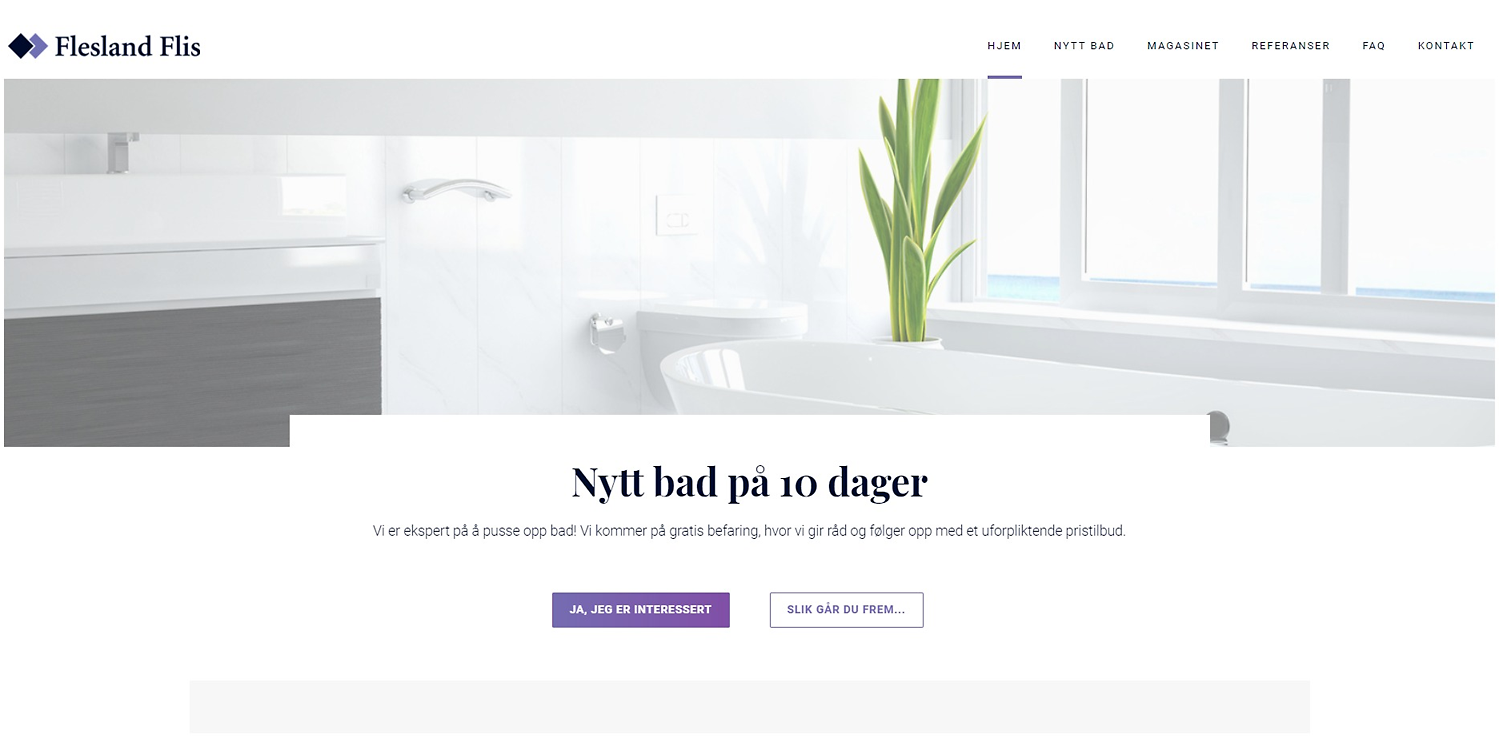 Flesland Flis
HJEM NYTT BAD MAGASINET REFERANSER FAQ KONTAKT
Nytt bad på 10 dager
Vi er ekspert på å pusse opp bad! Vi kommer på gratis befaring, hvor vi gir råd og følger opp med et uforpliktende pristilbud.
JA, JEG ER INTERESSERT SLIK GÅR DU FREM...